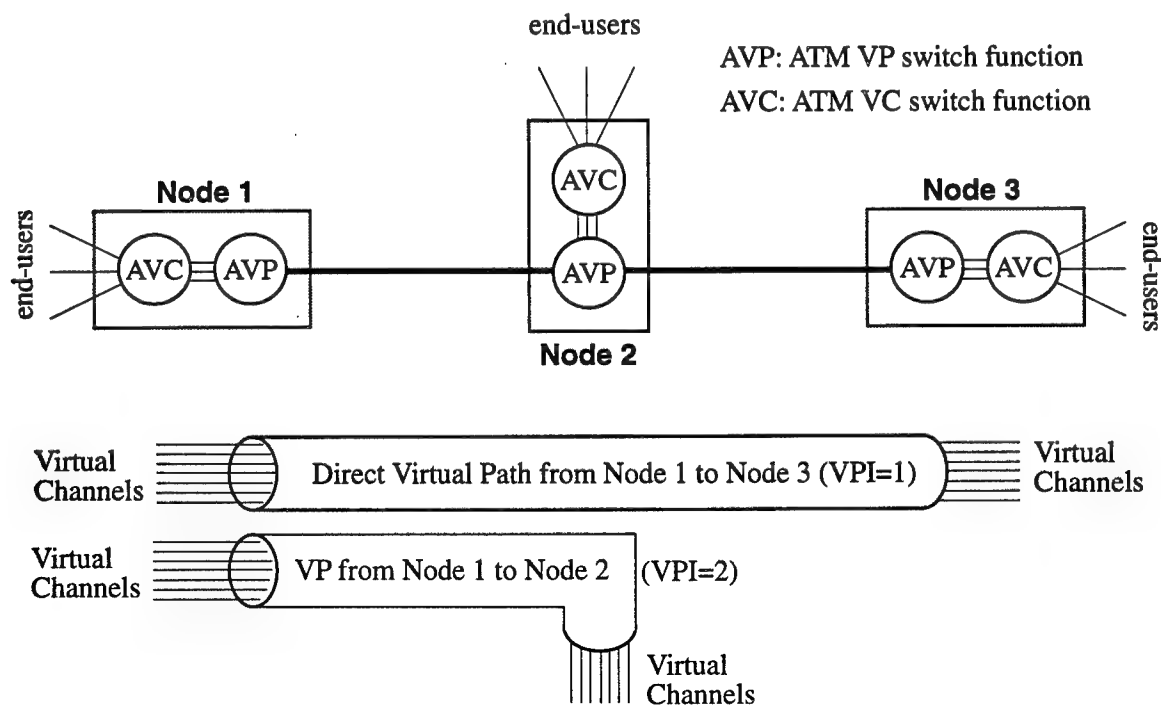 end-users
AVP: ATM VP switch function
AVC: ATM VC switch function
Node 1
AVC
Node 3
end-users
AVC
AVP
AVP
AVP
AVC
end-users
Node 2
Virtual
Channels
Direct Virtual Path from Node 1 to Node 3 (VPI=1)
Virtual
Channels
Virtual
Channels
VP from Node 1 to Node 2
(VPI=2)
Virtual
Channels